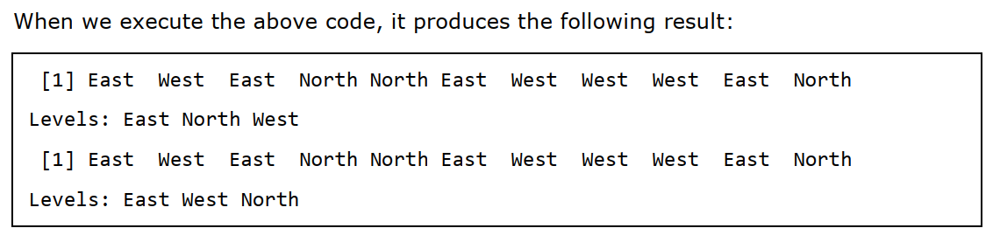 When we execute the above code, it produces the following result:
[1] East  West  East  North North East  West  West  West  East  North
Levels: East North West
[1] East  West  East  North North East  West  West  West  East  North
Levels: East West North